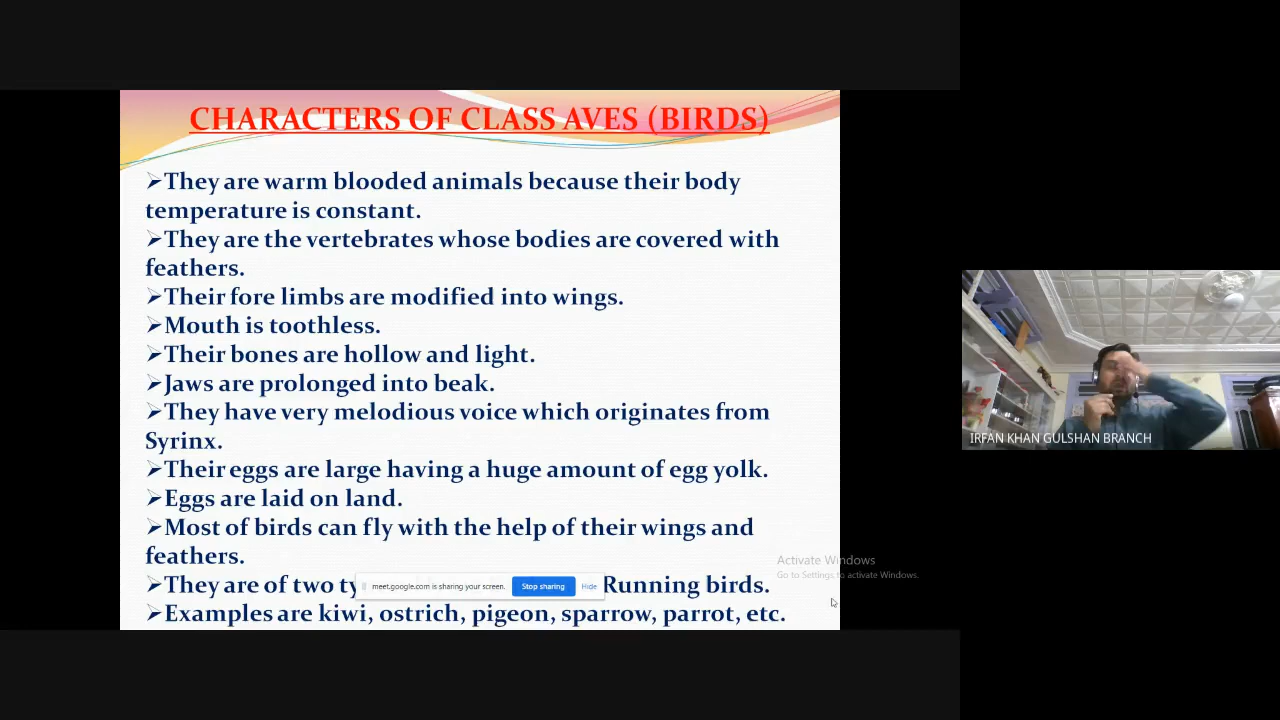 CHARACTERS OF CLASS AVES (BIRDS)
➢They are warm blooded animals because their body
temperature is constant.
➢They are the vertebrates whose bodies are covered with
feathers.
➢Their fore limbs are modified into wings.
➢Mouth is toothless.
➢Their bones are hollow and light.
➢Jaws are prolonged into beak.
➢They have very melodious voice which originates from
Syrinx.
➢Their eggs are large having a huge amount of egg yolk.
➢Eggs are laid on land.
➢Most of birds can fly with the help of their wings and
feathers.
➢They are of two ty Running birds.
meet.google.com is sharing your screen. Stop sharing Hide
➢Examples are kiwi, ostrich, pigeon, sparrow, parrot, etc.
Activate Windows
Go to Settings to activate Windows.
IRFAN KHAN GULSHAN BRANCH